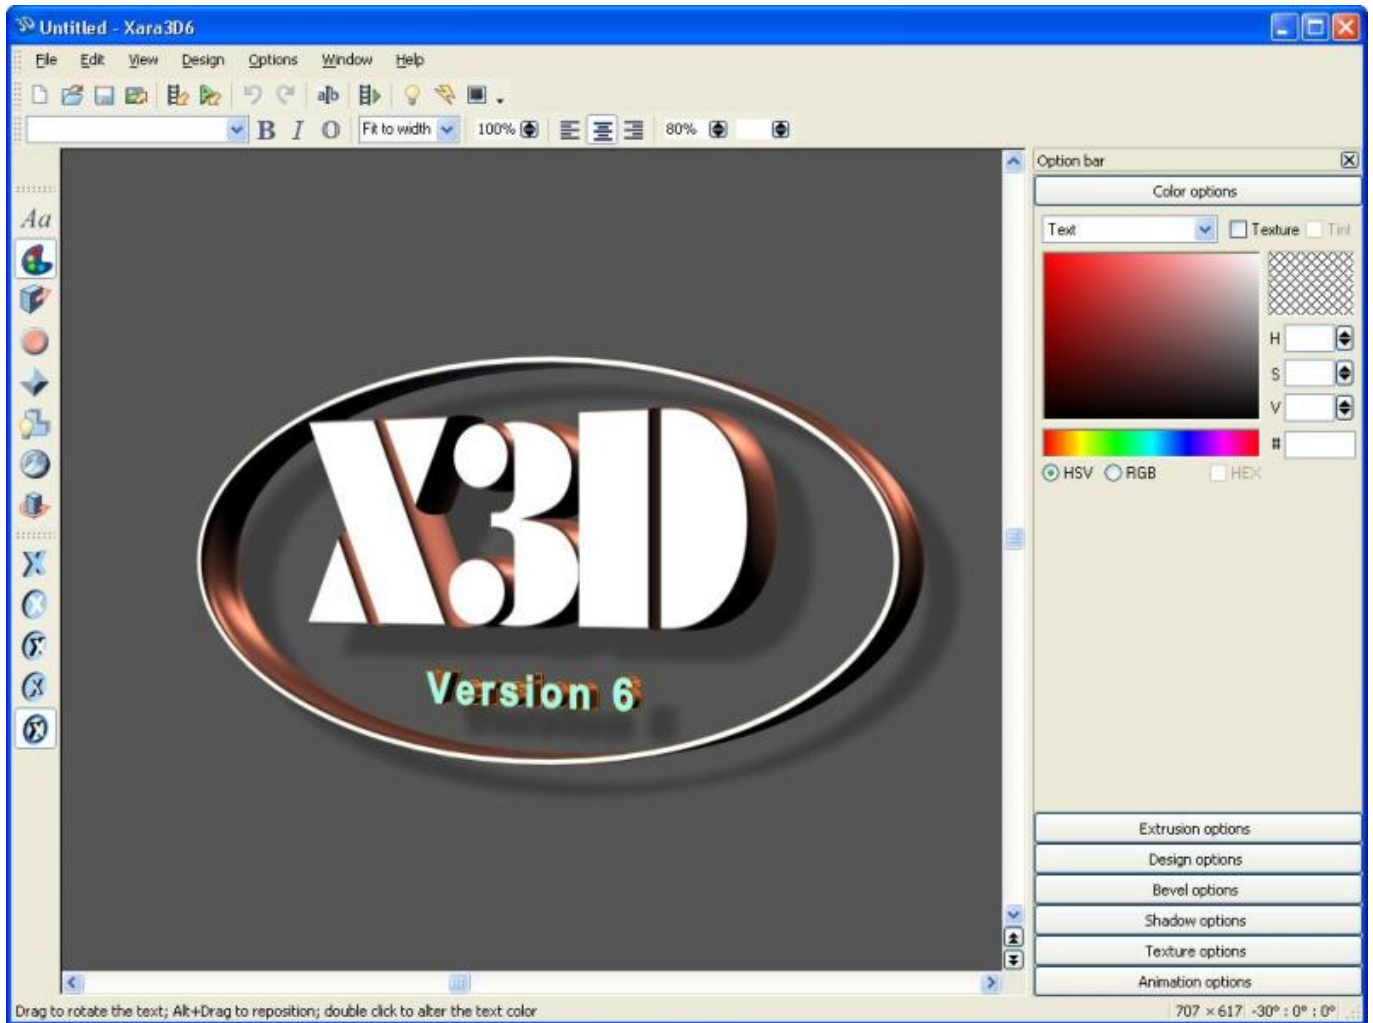 Untitled - Xara3D6
File Edit View Design Options Window Help
B I O Fit to width 100% 80%
Option bar
Color options
Aa
Text Texture Tint
H
S
V
#
HSV RGB HEX
X3D
Version 6
Extrusion options
Design options
Bevel options
Shadow options
Texture options
Animation options
Drag to rotate the text; Alt+Drag to reposition; double click to alter the text color 707 × 617 -30° : 0° : 0°